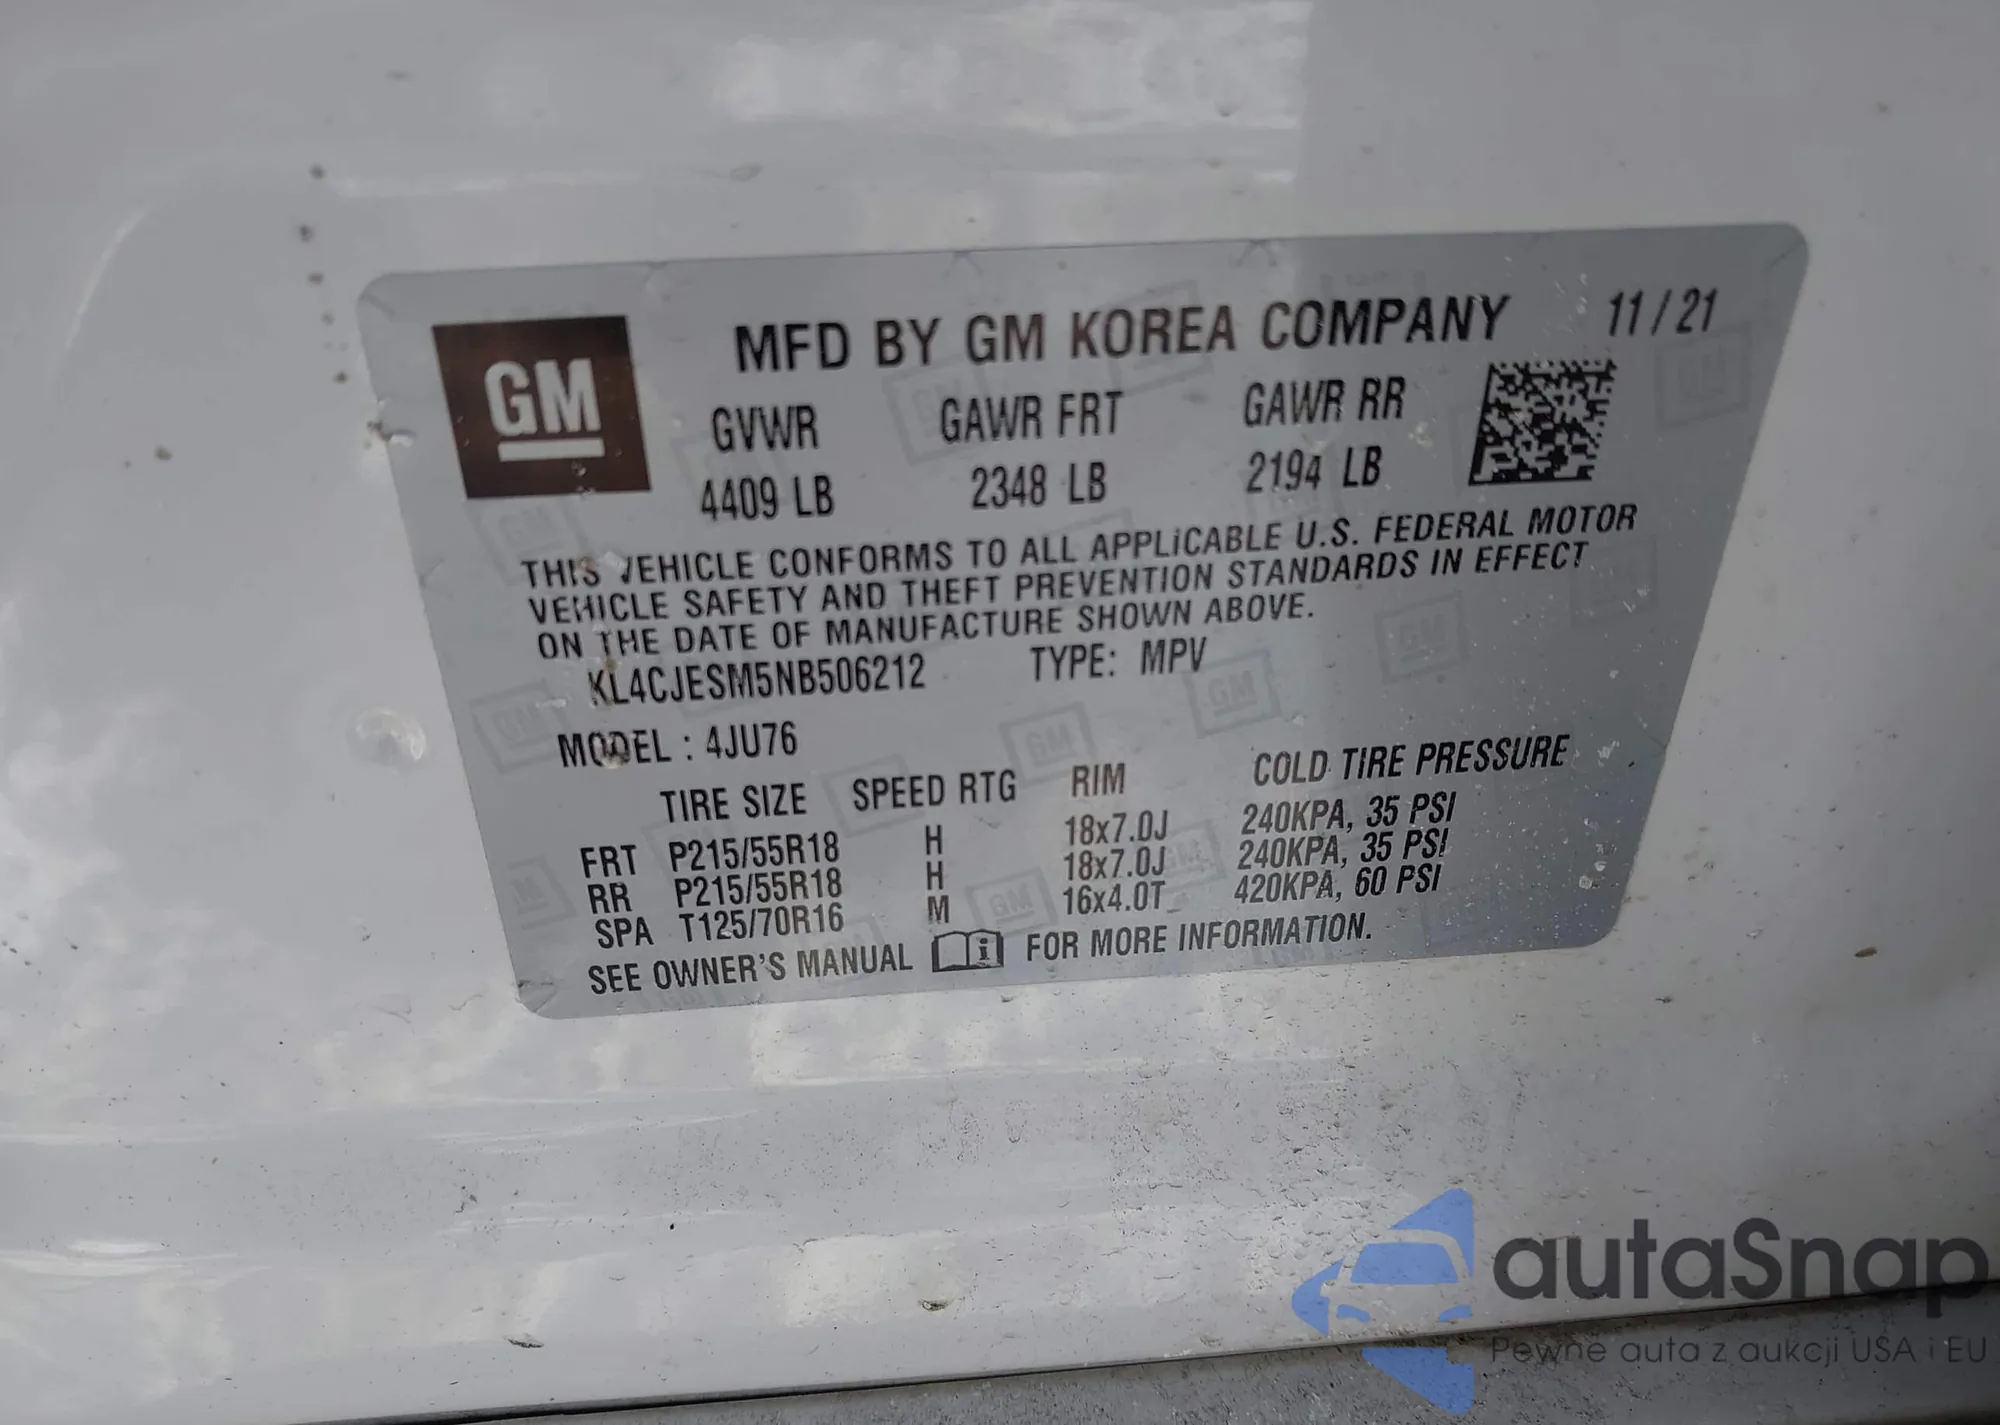 GM
MFD BY GM KOREA COMPANY 11/21
GVWR GAWR FRT GAWR RR
4409 LB 2348 LB 2194 LB
THIS VEHICLE CONFORMS TO ALL APPLICABLE U.S. FEDERAL MOTOR
VEHICLE SAFETY AND THEFT PREVENTION STANDARDS IN EFFECT
ON THE DATE OF MANUFACTURE SHOWN ABOVE.
KL4CJESM5NB506212 TYPE: MPV
MODEL : 4JU76
TIRE SIZE SPEED RTG RIM COLD TIRE PRESSURE
FRT P215/55R18 H 18x7.0J 240KPA, 35 PSI
RR P215/55R18 H 18x7.0J 240KPA, 35 PSI
SPA T125/70R16 M 16x4.0T 420KPA, 60 PSI
SEE OWNER'S MANUAL i FOR MORE INFORMATION.
autaSnap
Pewne auta z aukcji USA i EU